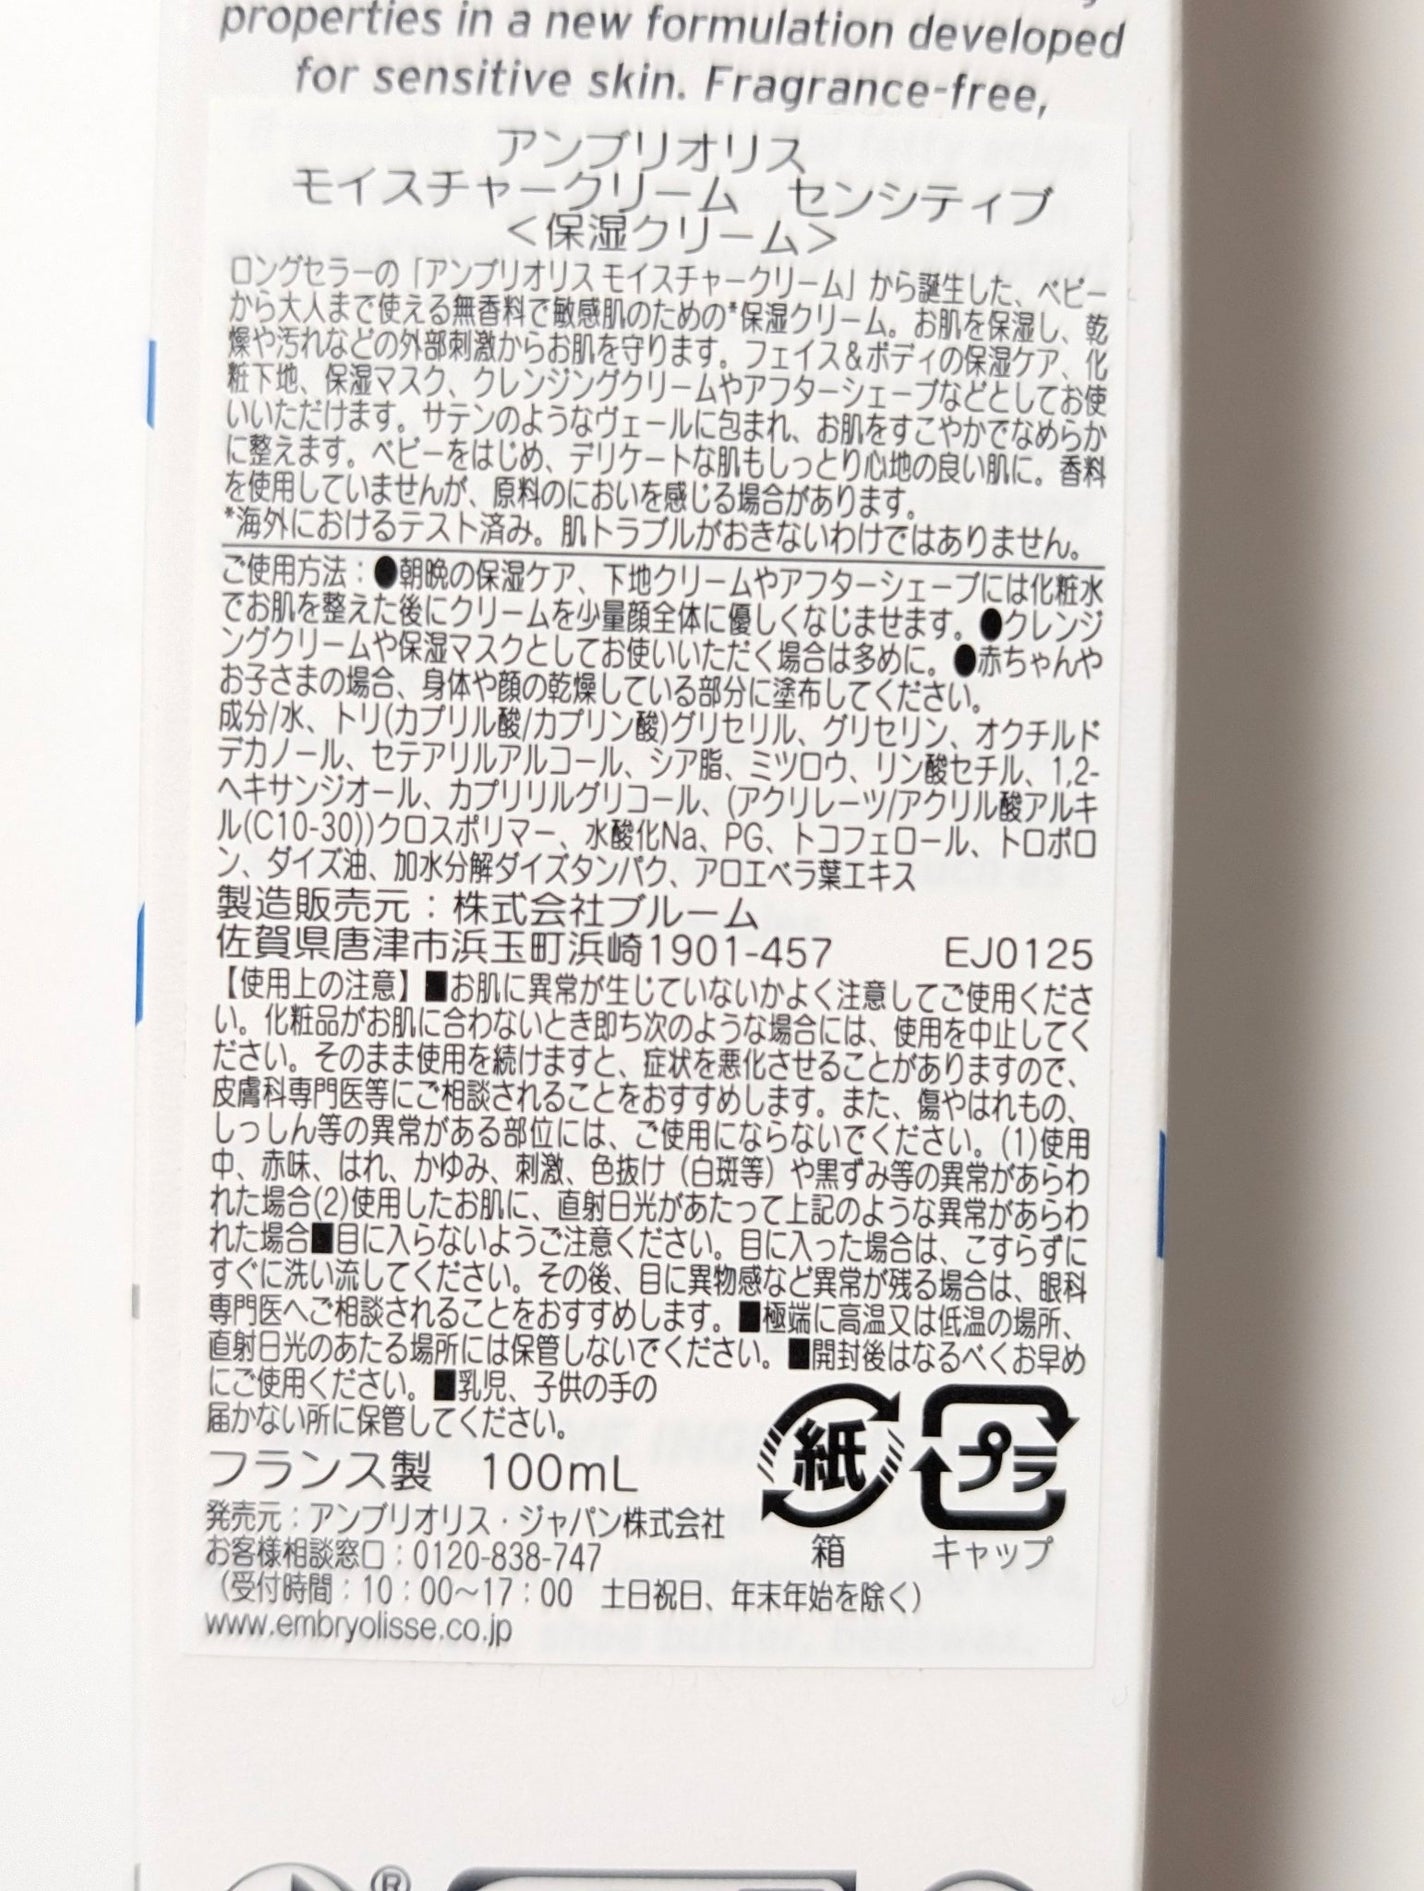 properties in a new formulation developed
for sensitive skin. Fragrance-free,
アンブリオリス
モイスチャークリーム　センシティブ
＜保湿クリーム＞
ロングセラーの「アンブリオリス モイスチャークリーム」から誕生した、ベビー
から大人まで使える無香料で敏感肌のための*保湿クリーム。お肌を保湿し、乾
燥や汚れなどの外部刺激からお肌を守ります。フェイス＆ボディの保湿ケア、化
粧下地、保湿マスク、クレンジングクリームやアフターシェーブなどとしてお使
いいただけます。サテンのようなヴェールに包まれ、お肌をすこやかでなめらか
に整えます。ベビーをはじめ、デリケートな肌もしっとり心地の良い肌に。香料
を使用していませんが、原料のにおいを感じる場合があります。
*海外におけるテスト済み。肌トラブルがおきないわけではありません。
ご使用方法：●朝晩の保湿ケア、下地クリームやアフターシェーブには化粧水
でお肌を整えた後にクリームを少量顔全体に優しくなじませます。●クレンジ
ングクリームや保湿マスクとしてお使いいただく場合は多めに。●赤ちゃんや
お子さまの場合、身体や顔の乾燥している部分に塗布してください。
成分/水、トリ(カプリル酸/カプリン酸)グリセリル、グリセリン、オクチルド
デカノール、セテアリルアルコール、シア脂、ミツロウ、リン酸セチル、1,2-
ヘキサンジオール、カプリリルグリコール、(アクリレーツ/アクリル酸アルキ
ル(C10-30))クロスポリマー、水酸化Na、PG、トコフェロール、トロポロ
ン、ダイズ油、加水分解ダイズタンパク、アロエベラ葉エキス
製造販売元：株式会社ブルーム
佐賀県唐津市浜玉町浜崎1901-457　EJ0125
【使用上の注意】■お肌に異常が生じていないかよく注意してご使用くださ
い。化粧品がお肌に合わないとき即ち次のような場合には、使用を中止してく
ださい。そのまま使用を続けますと、症状を悪化させることがありますので、
皮膚科専門医等にご相談されることをおすすめします。また、傷やはれもの、
しっしん等の異常がある部位には、ご使用にならないでください。(1)使用
中、赤味、はれ、かゆみ、刺激、色抜け（白斑等）や黒ずみ等の異常があらわ
れた場合(2)使用したお肌に、直射日光があたって上記のような異常があらわ
れた場合■目に入らないようご注意ください。目に入った場合は、こすらずに
すぐに洗い流してください。その後、目に異物感など異常が残る場合は、眼科
専門医へご相談されることをおすすめします。■極端に高温又は低温の場所、
直射日光のあたる場所には保管しないでください。■開封後はなるべくお早め
にご使用ください。■乳児、子供の手の
届かない所に保管してください。
紙
プラ
フランス製　100mL
発売元：アンブリオリス・ジャパン株式会社
箱
キャップ
お客様相談窓口：0120-838-747
（受付時間：10：00～17：00　土日祝日、年末年始を除く）
www.embryolisse.co.jp
®